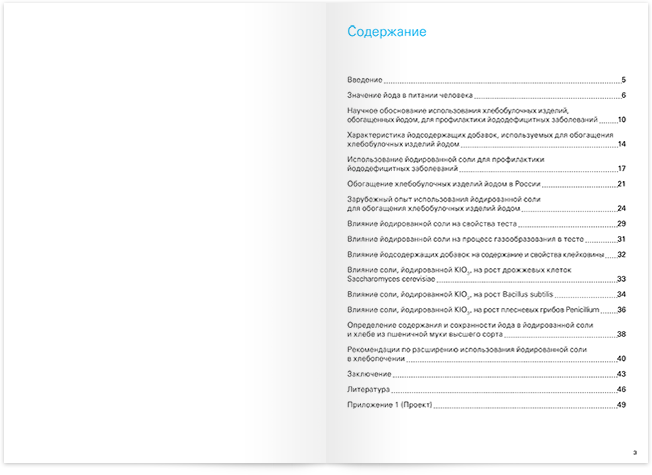 Содержание
Введение 5
Значение йода в питании человека 6
Научное обоснование использования хлебобулочных изделий,
обогащенных йодом, для профилактики йододефицитных заболеваний 10
Характеристика йодсодержащих добавок, используемых для обогащения
хлебобулочных изделий йодом 14
Использование йодированной соли для профилактики
йододефицитных заболеваний 17
Обогащение хлебобулочных изделий йодом в России 21
Зарубежный опыт использования йодированной соли
для обогащения хлебобулочных изделий йодом 24
Влияние йодированной соли на свойства теста 29
Влияние йодированной соли на процесс газообразования в тесто 31
Влияние йодсодержащих добавок на содержание и свойства клейковины 32
Влияние соли, йодированной KIO₃, на рост дрожжевых клеток
Saccharomyces cerevisiae 33
Влияние соли, йодированной KIO₃, на рост Bacillus subtilis 34
Влияние соли, йодированной KIO₃, на рост плесневых грибов Penicillium 36
Определение содержания и сохранности йода в йодированной соли
и хлебе из пшеничной муки высшего сорта 38
Рекомендации по расширению использования йодированной соли
в хлебопечении 40
Заключение 43
Литература 46
Приложение 1 (Проект) 49
3